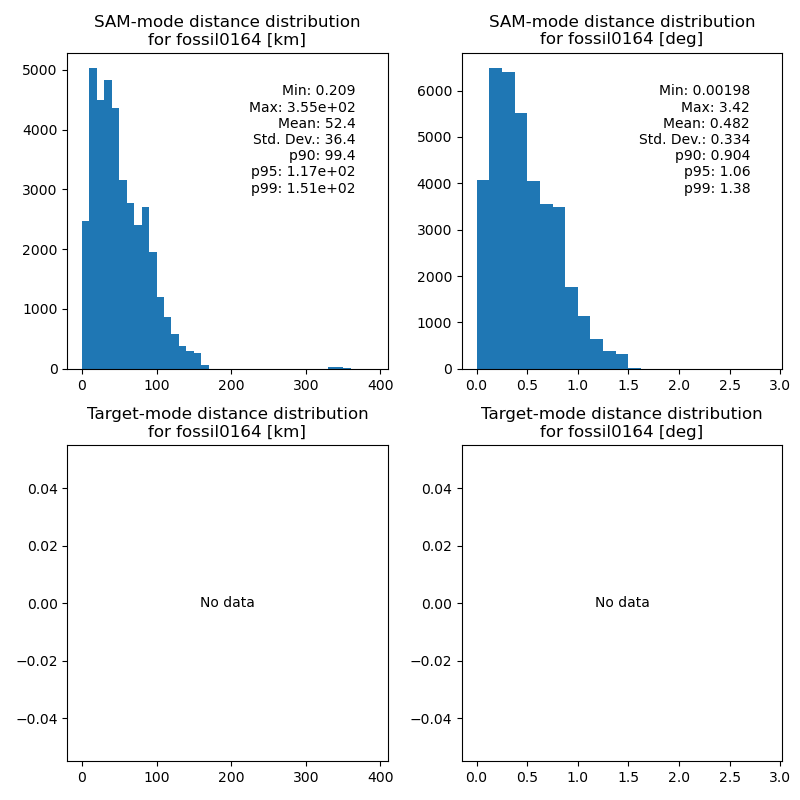 SAM-mode distance distribution
for fossil0164 [km]
5000
4000
3000
2000
1000
0
Min: 0.209
Max: 3.55e+02
Mean: 52.4
Std. Dev.: 36.4
p90: 99.4
p95: 1.17e+02
p99: 1.51e+02
0 100 200 300 400
SAM-mode distance distribution
for fossil0164 [deg]
6000
5000
4000
3000
2000
1000
0
Min: 0.00198
Max: 3.42
Mean: 0.482
Std. Dev.: 0.334
p90: 0.904
p95: 1.06
p99: 1.38
0.0 0.5 1.0 1.5 2.0 2.5 3.0
Target-mode distance distribution
for fossil0164 [km]
0.04
0.02
0.00
−0.02
−0.04
No data
0 100 200 300 400
Target-mode distance distribution
for fossil0164 [deg]
0.04
0.02
0.00
−0.02
−0.04
No data
0.0 0.5 1.0 1.5 2.0 2.5 3.0